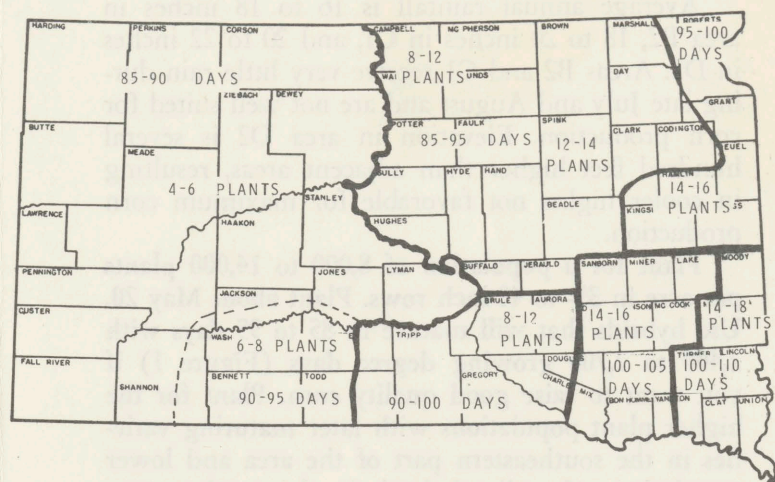 HARDING
PERKINS
CORSON
CAMPBELL
MC PHERSON
BROWN
MARSHALL
ROBERTS
95-100
DAYS
8-12
PLANTS
85-90 DAYS
DEWEY
DAY
GRANT
BUTTE
MEADE
POTTER
FAULK
SPINK
CLARK
CODINGTON
DEUEL
85-95 DAYS
12-14
PLANTS
4-6 PLANTS
STANLEY
SULLY
HYDE
HAND
HAMLIN
14-16
PLANTS
KINGS
BEADLE
LAWRENCE
HAAKON
HUGHES
PENNINGTON
JONES
LYMAN
BUFFALO
JERAULD
SANBORN
MINER
LAKE
MOODY
CUSTER
JACKSON
BRULE
AURORA
8-12
PLANTS
14-16
PLANTS
14-18
PLANTS
WASH
6-8 PLANTS
TRIPP
FALL RIVER
SHANNON
BENNETT
TODD
GREGORY
DOUGLAS
CHARLES MIX
100-105
DAYS
TURNER
LINCOLN
100-110
DAYS
90-95 DAYS
90-100 DAYS
BON HOMME
YANKTON
CLAY
UNION